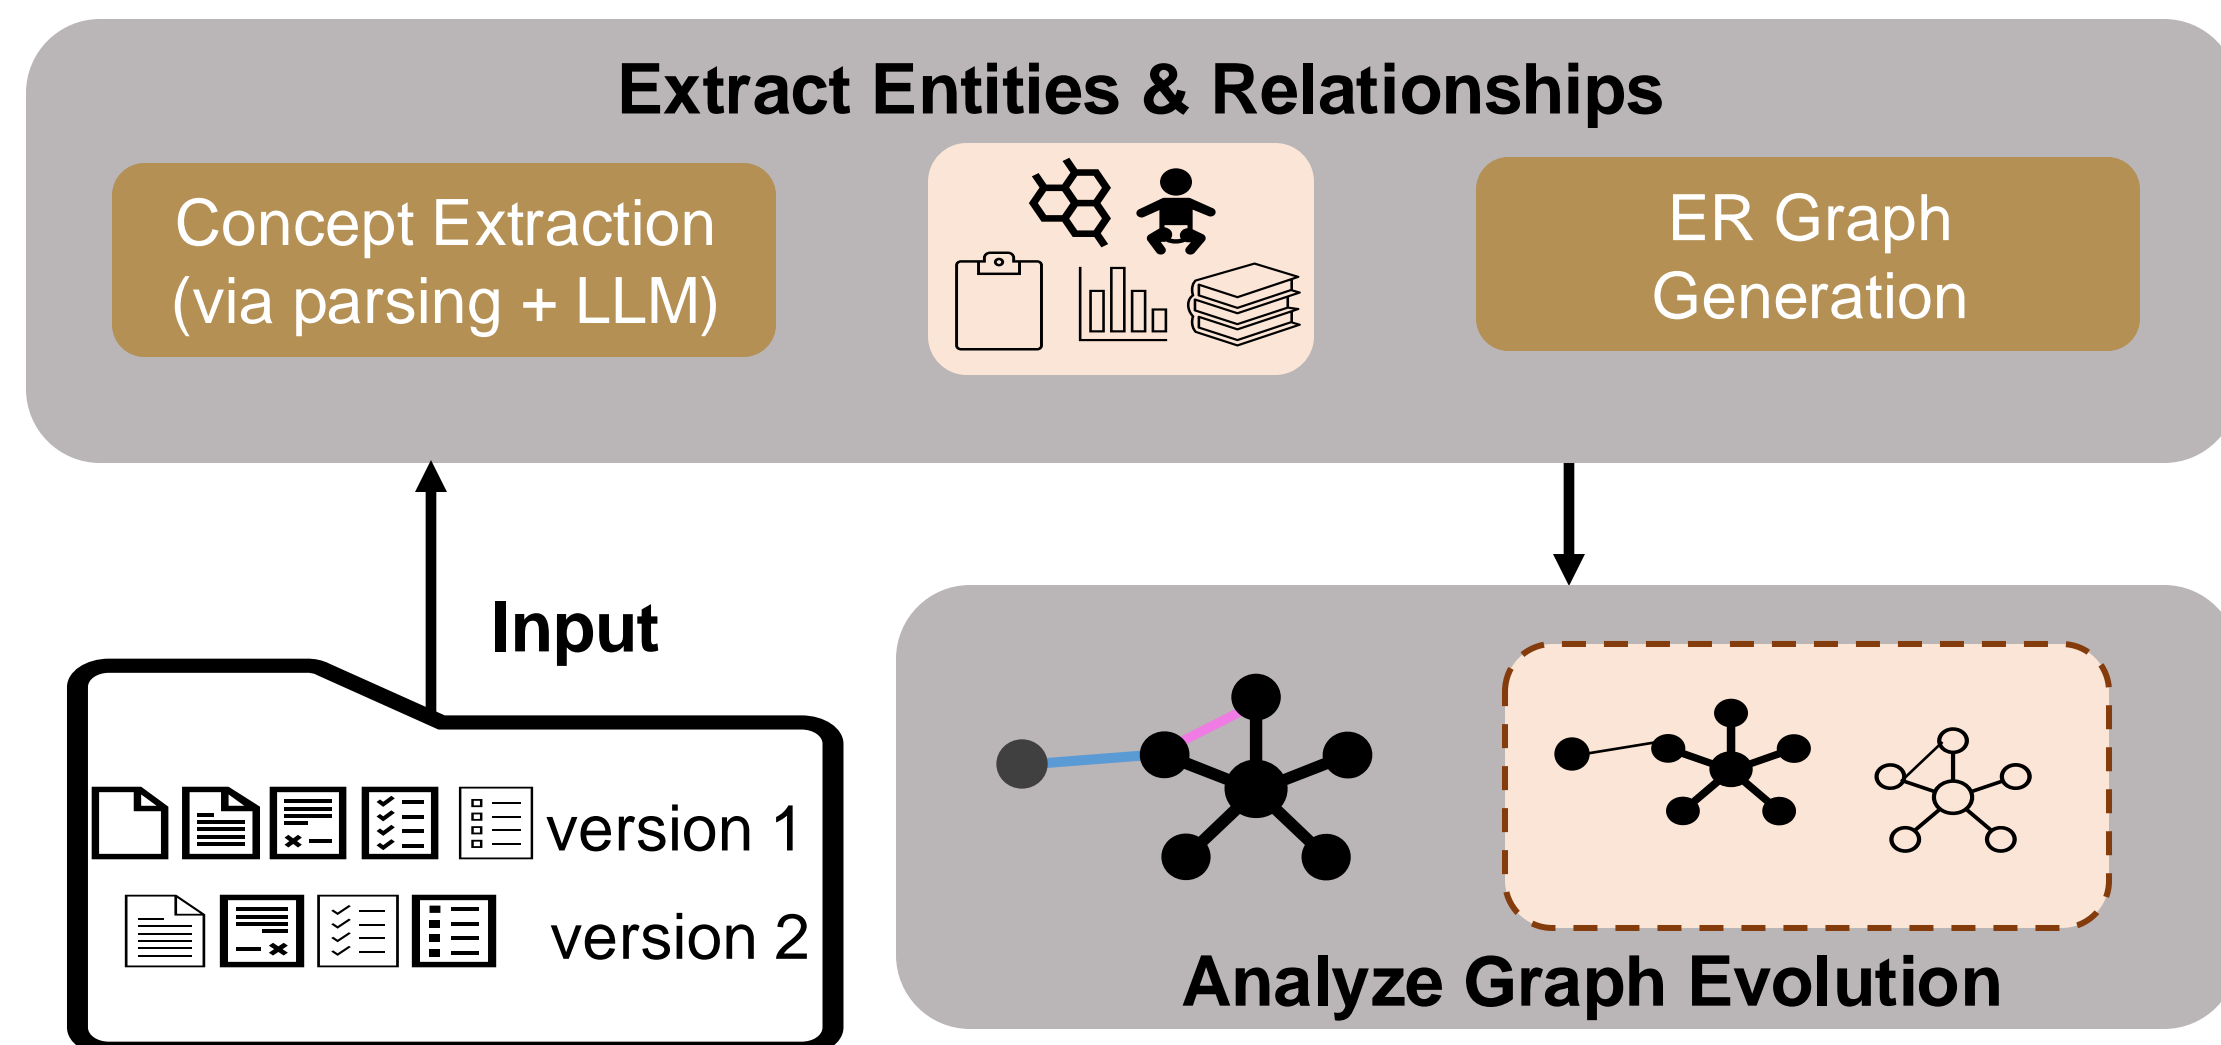 Extract Entities & Relationships
Concept Extraction
(via parsing + LLM)
ER Graph
Generation
Input
version 1
version 2
Analyze Graph Evolution